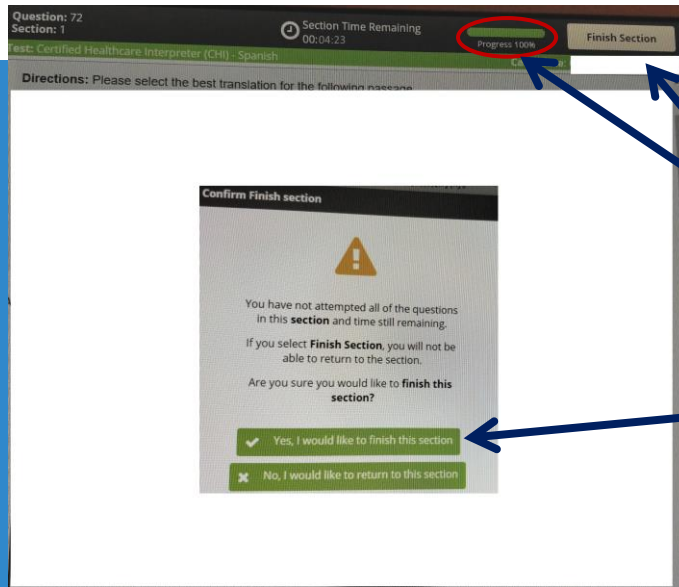 Question: 72
Section: 1
Section Time Remaining
00:04:23
Progress 100%
Finish Section
Test: Certified Healthcare Interpreter (CHI) - Spanish
Directions: Please select the best translation for the following passage
Confirm Finish section
You have not attempted all of the questions
in this section and time still remaining.
If you select Finish Section, you will not be
able to return to the section.
Are you sure you would like to finish this
section?
Yes, I would like to finish this section
No, I would like to return to this section